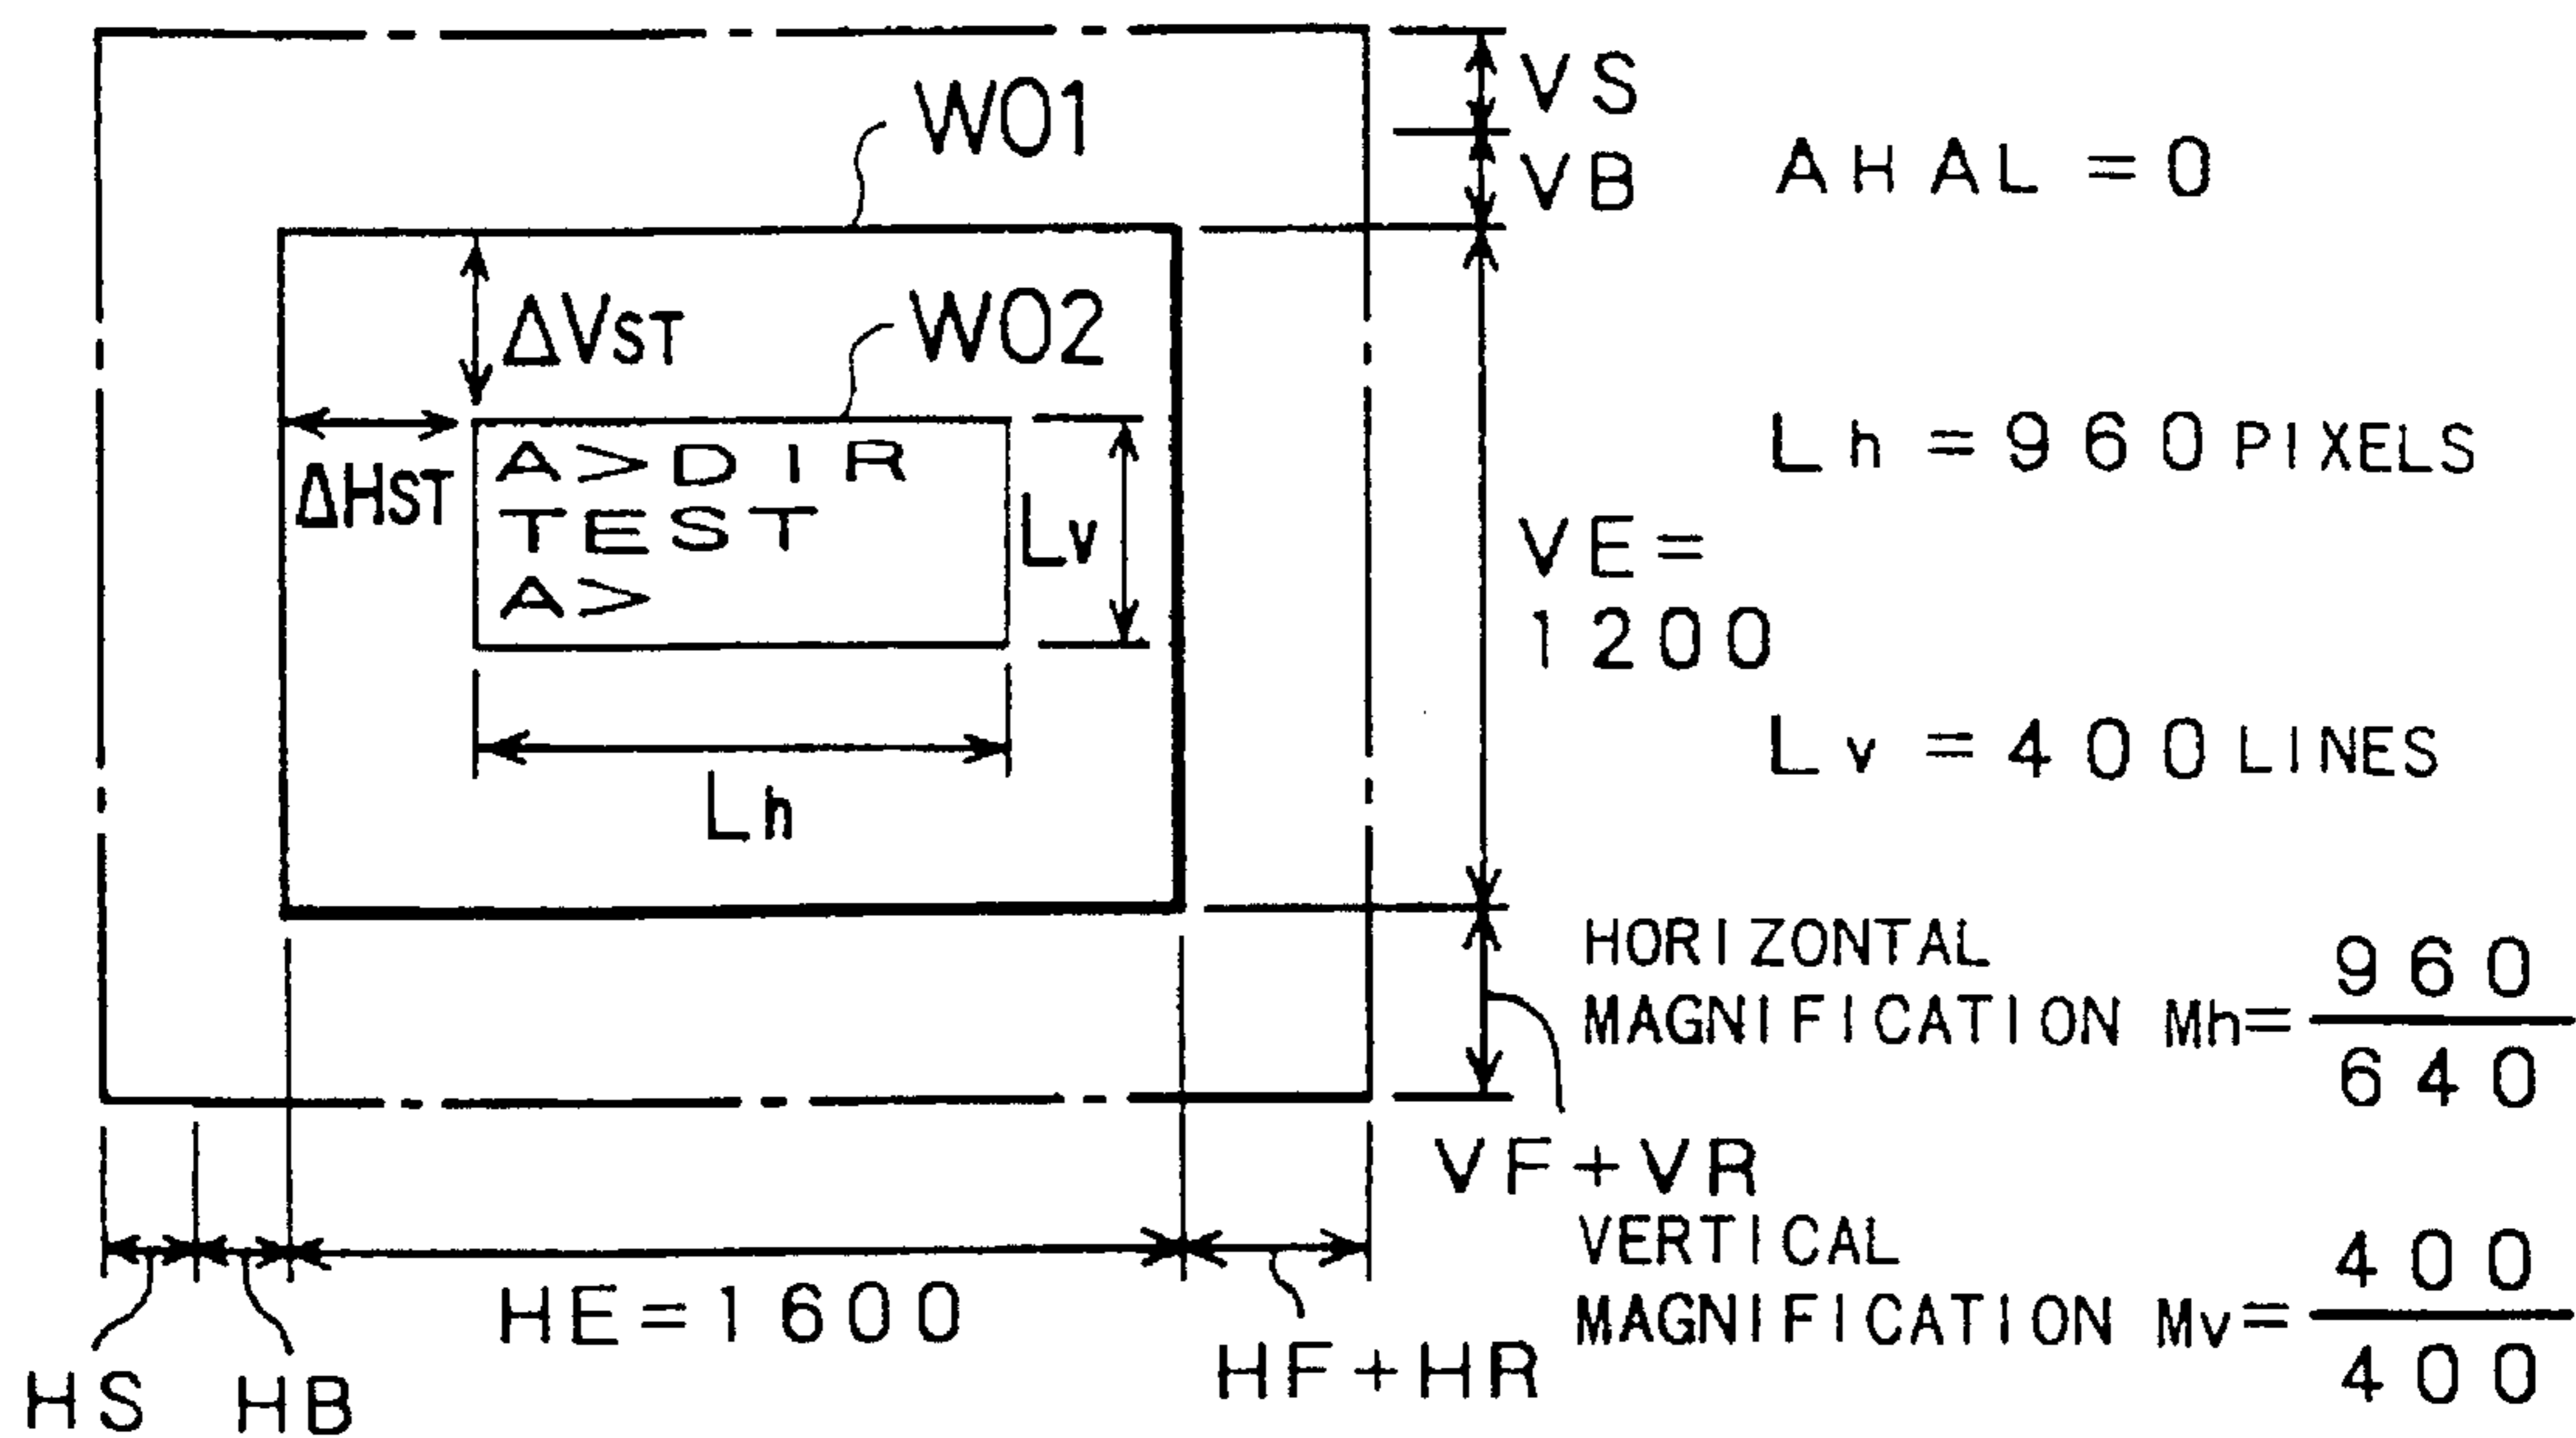 VS
W01
VB
AHAL=0
ΔVST
W02
ΔHST
A>DIR
TEST
A>
Lv
Lh=960 PIXELS
VE=
1200
Lv=400 LINES
Lh
HORIZONTAL
MAGNIFICATION Mh=960/640
VF+VR
VERTICAL
MAGNIFICATION Mv=400/400
HE=1600
HF+HR
HS
HB